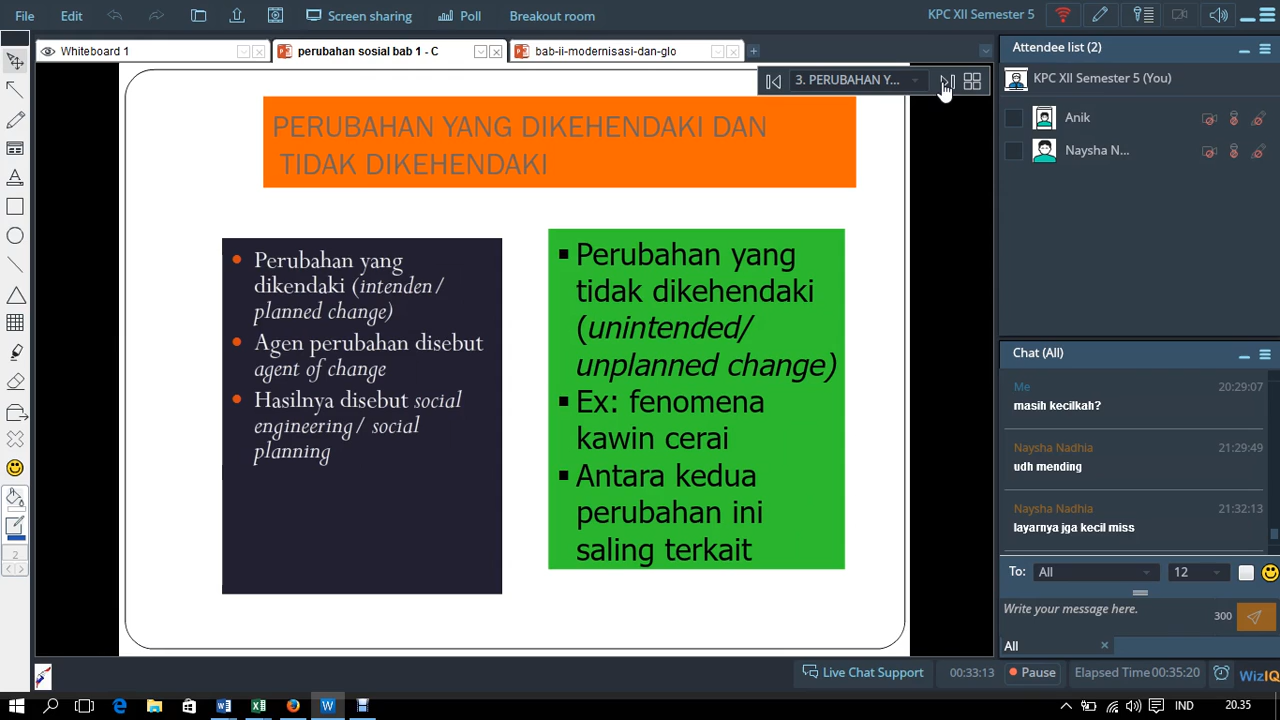 File Edit Screen sharing Poll Breakout room KPC XII Semester 5
Whiteboard 1 perubahan sosial bab 1 - C bab-ii-modernisasi-dan-glo
3. PERUBAHAN Y...
PERUBAHAN YANG DIKEHENDAKI DAN
TIDAK DIKEHENDAKI
Perubahan yang
dikendaki (intenden/
planned change)
Agen perubahan disebut
agent of change
Hasilnya disebut social
engineering/ social
planning
Perubahan yang
tidak dikehendaki
(unintended/
unplanned change)
Ex: fenomena
kawin cerai
Antara kedua
perubahan ini
saling terkait
Attendee list (2)
KPC XII Semester 5 (You)
Anik
Naysha N...
Chat (All)
Me 20:29:07
masih kecilkah?
Naysha Nadhia 21:29:49
udh mending
Naysha Nadhia 21:32:13
layarnya jga kecil miss
To: All 12
Write your message here. 300
All
2
Live Chat Support 00:33:13 Pause Elapsed Time 00:35:20 WizIQ
IND 20.35